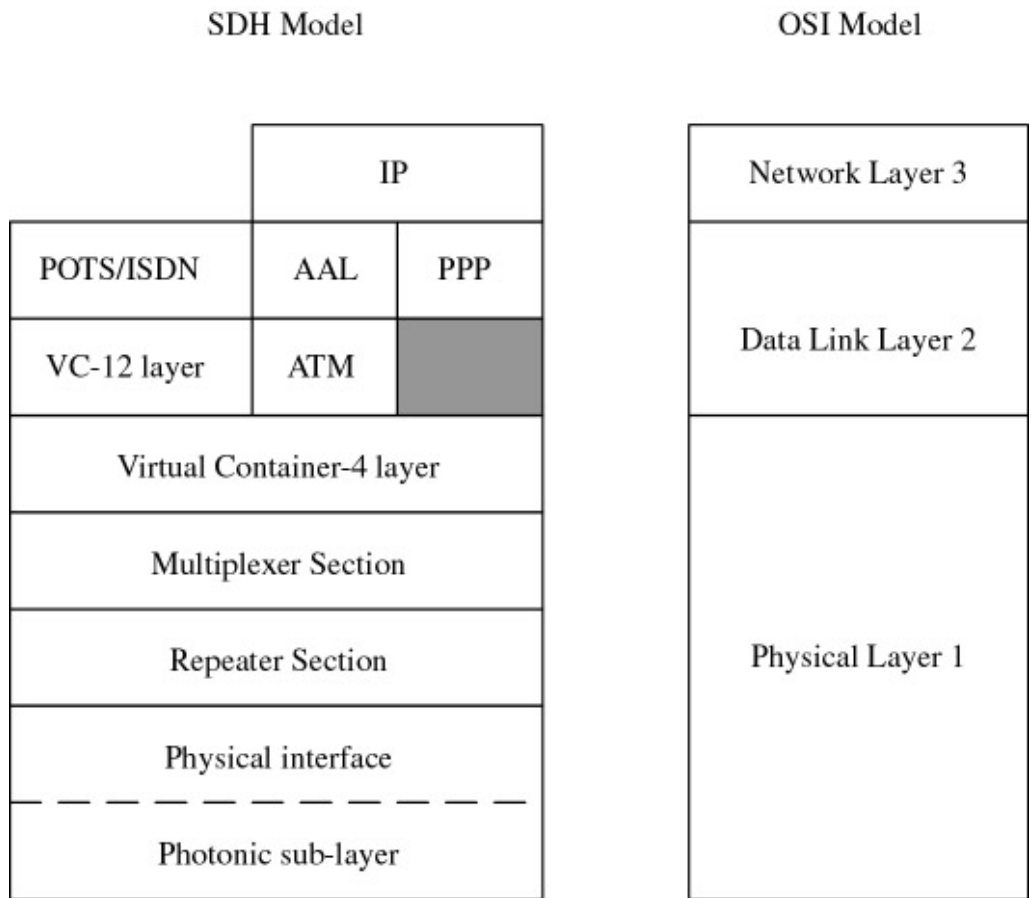 SDH Model
OSI Model
IP
Network Layer 3
POTS/ISDN
AAL
PPP
Data Link Layer 2
VC-12 layer
ATM
Virtual Container-4 layer
Multiplexer Section
Repeater Section
Physical Layer 1
Physical interface
Photonic sub-layer